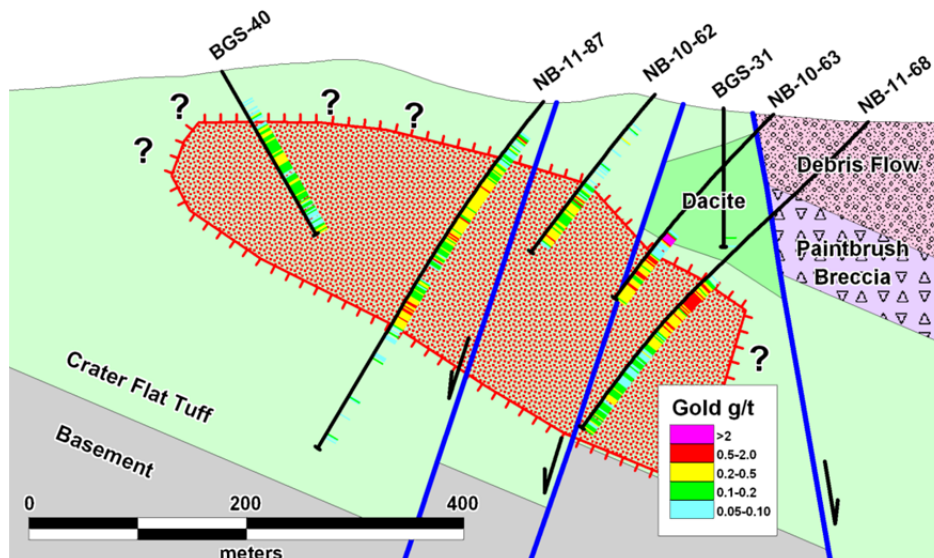 BGS-40
NB-11-87
NB-10-62
BGS-31
NB-10-63
NB-11-68
?
?
?
?
Debris Flow
Dacite
Paintbrush
Breccia
?
Crater Flat Tuff
Basement
Gold g/t
>2
0.5-2.0
0.2-0.5
0.1-0.2
0.05-0.10
0
200
400
meters